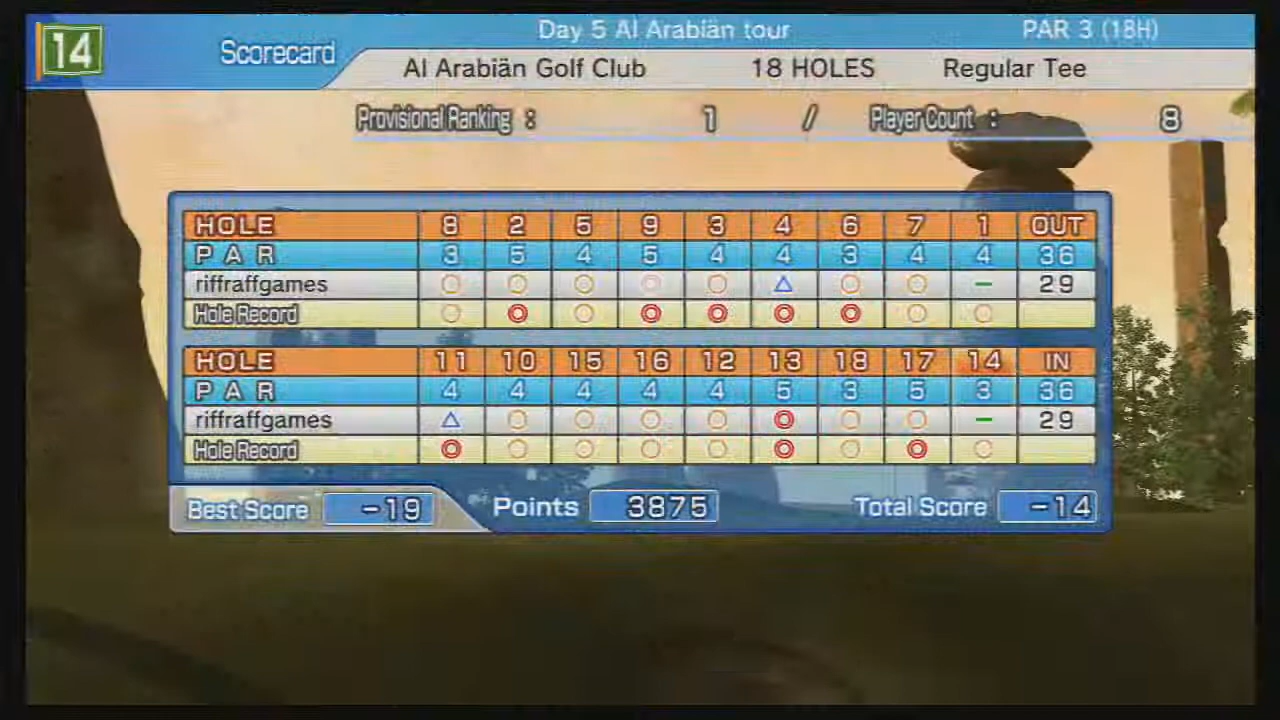 14 Scorecard Day 5 Al Arabiän tour PAR 3 (18H)
Al Arabiän Golf Club 18 HOLES Regular Tee
Provisional Ranking : 1 / Player Count : 8
HOLE 8 2 5 9 3 4 6 7 1 OUT
PAR 3 5 4 5 4 4 3 4 4 36
riffraffgames ○ ○ ○ ○ ○ △ ○ ○ – 29
Hole Record ○ ◎ ○ ◎ ◎ ◎ ◎ ○ ○
HOLE 11 10 15 16 12 13 18 17 14 IN
PAR 4 4 4 4 4 5 3 5 3 36
riffraffgames △ ○ ○ ○ ○ ◎ ○ ○ – 29
Hole Record ◎ ○ ○ ○ ○ ◎ ○ ◎ ○
Best Score -19 Points 3875 Total Score -14